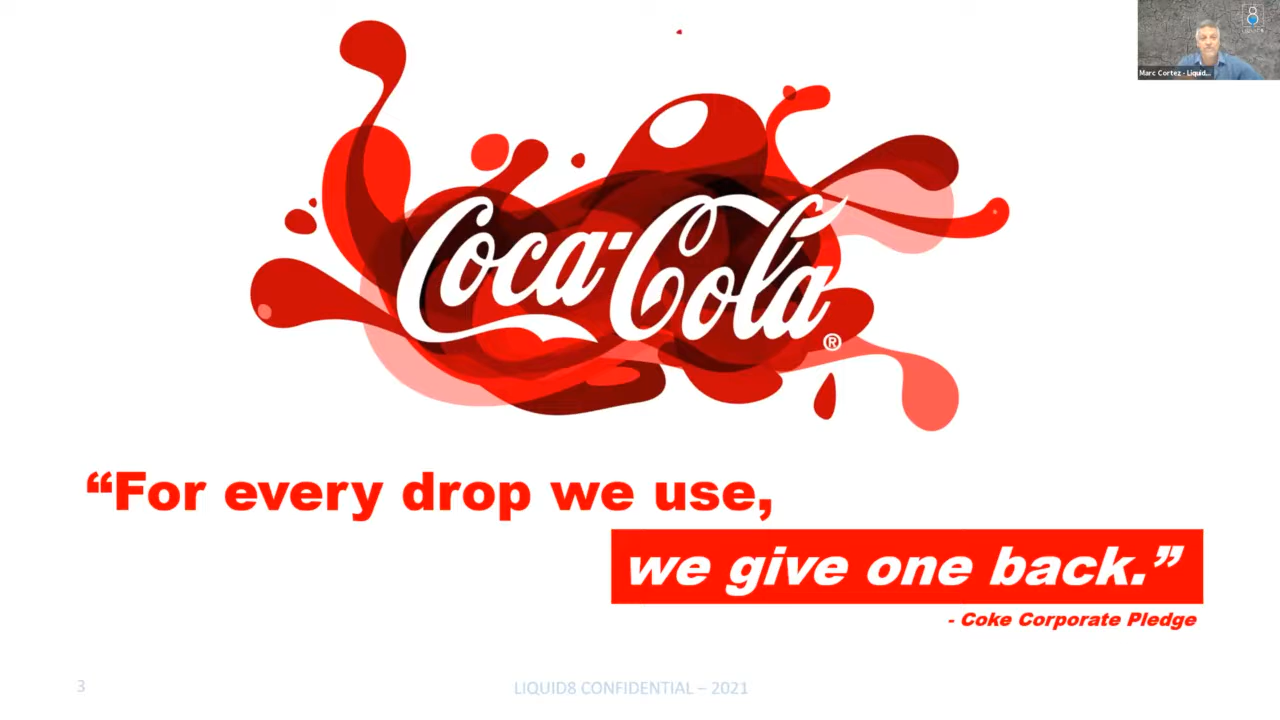 Marc Cortez - Liquid...
Coca-Cola
®
“For every drop we use,
we give one back.”
- Coke Corporate Pledge
3
LIQUID8 CONFIDENTIAL – 2021